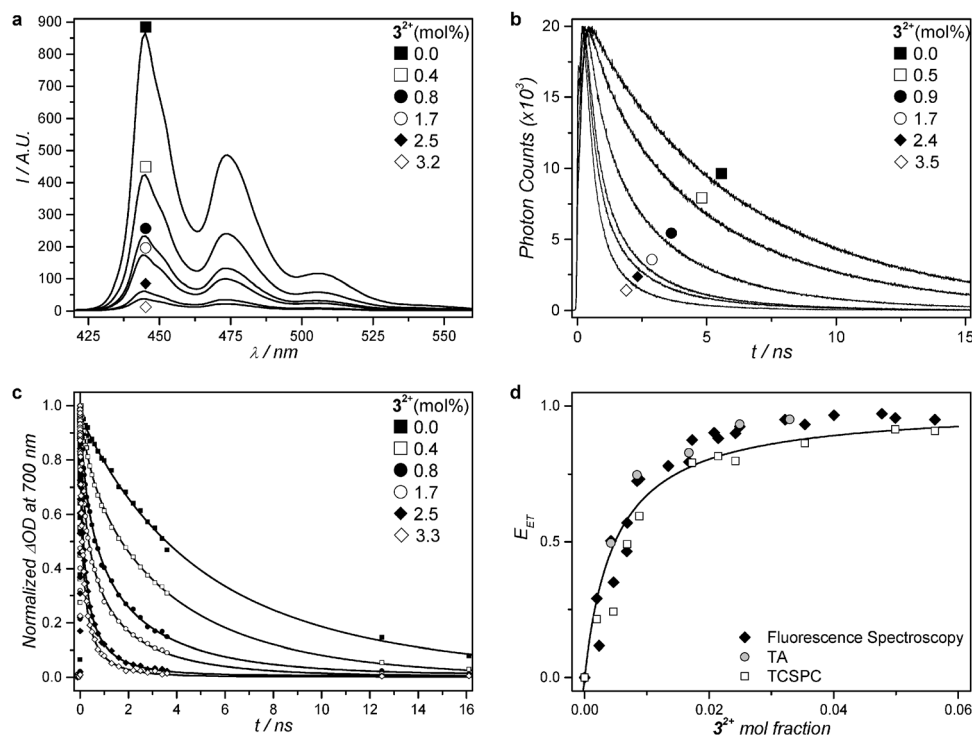 a
3²⁺(mol%)
0.0
0.4
0.8
1.7
2.5
3.2
900
800
700
600
500
400
300
200
100
0
I / A.U.
425 450 475 500 525 550
λ / nm
b
3²⁺(mol%)
0.0
0.5
0.9
1.7
2.4
3.5
20
15
10
5
0
Photon Counts (x10³)
0 5 10 15
t / ns
c
3²⁺(mol%)
0.0
0.4
0.8
1.7
2.5
3.3
1.0
0.8
0.6
0.4
0.2
0.0
Normalized ΔOD at 700 nm
0 2 4 6 8 10 12 14 16
t / ns
d
1.0
0.5
0.0
E_ET
Fluorescence Spectroscopy
TA
TCSPC
0.00 0.02 0.04 0.06
3²⁺ mol fraction